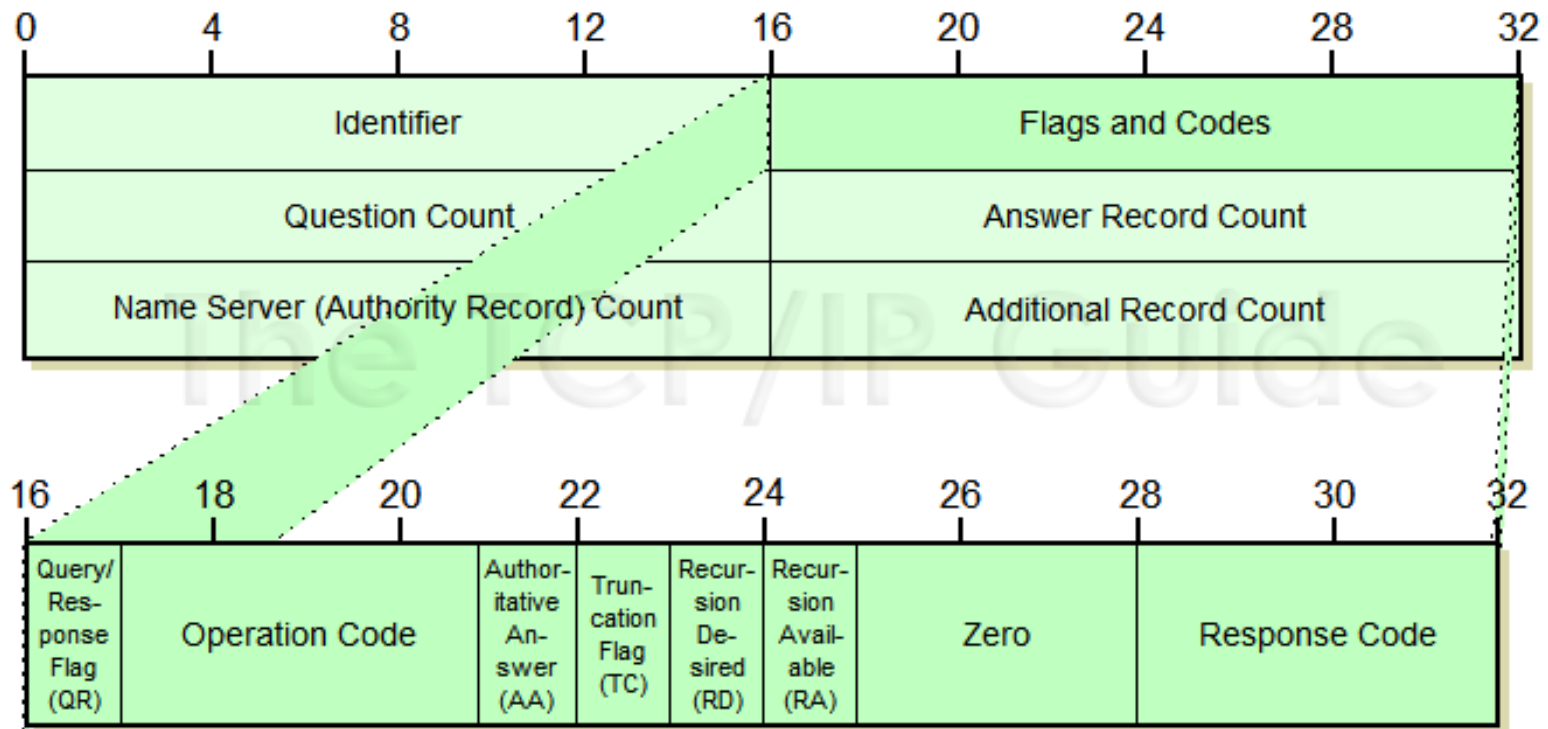 0 4 8 12 16 20 24 28 32
Identifier
Flags and Codes
Question Count
Answer Record Count
Name Server (Authority Record) Count
Additional Record Count
The TCP/IP Guide
16 18 20 22 24 26 28 30 32
Query/
Res-
ponse
Flag
(QR)
Operation Code
Author-
itative
An-
swer
(AA)
Trun-
cation
Flag
(TC)
Recur-
sion
De-
sired
(RD)
Recur-
sion
Avail-
able
(RA)
Zero
Response Code